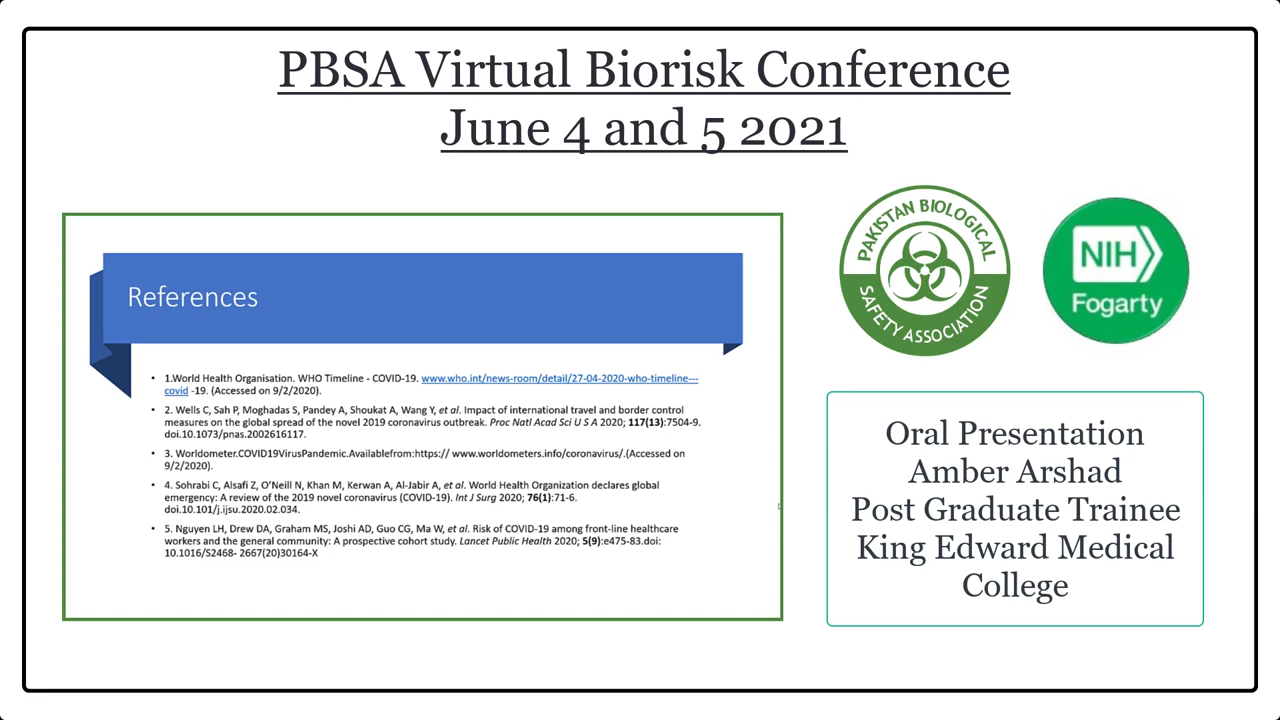 PBSA Virtual Biorisk Conference
June 4 and 5 2021
References
• 1.World Health Organisation. WHO Timeline - COVID-19. www.who.int/news-room/detail/27-04-2020-who-timeline---
covid -19. (Accessed on 9/2/2020).
• 2. Wells C, Sah P, Moghadas S, Pandey A, Shoukat A, Wang Y, et al. Impact of international travel and border control
measures on the global spread of the novel 2019 coronavirus outbreak. Proc Natl Acad Sci U S A 2020; 117(13):7504-9.
doi.10.1073/pnas.2002616117.
• 3. Worldometer.COVID19VirusPandemic.Availablefrom:https:// www.worldometers.info/coronavirus/.(Accessed on
9/2/2020).
• 4. Sohrabi C, Alsafi Z, O’Neill N, Khan M, Kerwan A, Al-Jabir A, et al. World Health Organization declares global
emergency: A review of the 2019 novel coronavirus (COVID-19). Int J Surg 2020; 76(1):71-6.
doi.10.101/j.ijsu.2020.02.034.
• 5. Nguyen LH, Drew DA, Graham MS, Joshi AD, Guo CG, Ma W, et al. Risk of COVID-19 among front-line healthcare
workers and the general community: A prospective cohort study. Lancet Public Health 2020; 5(9):e475-83.doi:
10.1016/S2468- 2667(20)30164-X
PAKISTAN BIOLOGICAL
SAFETY ASSOCIATION
NIH
Fogarty
Oral Presentation
Amber Arshad
Post Graduate Trainee
King Edward Medical
College